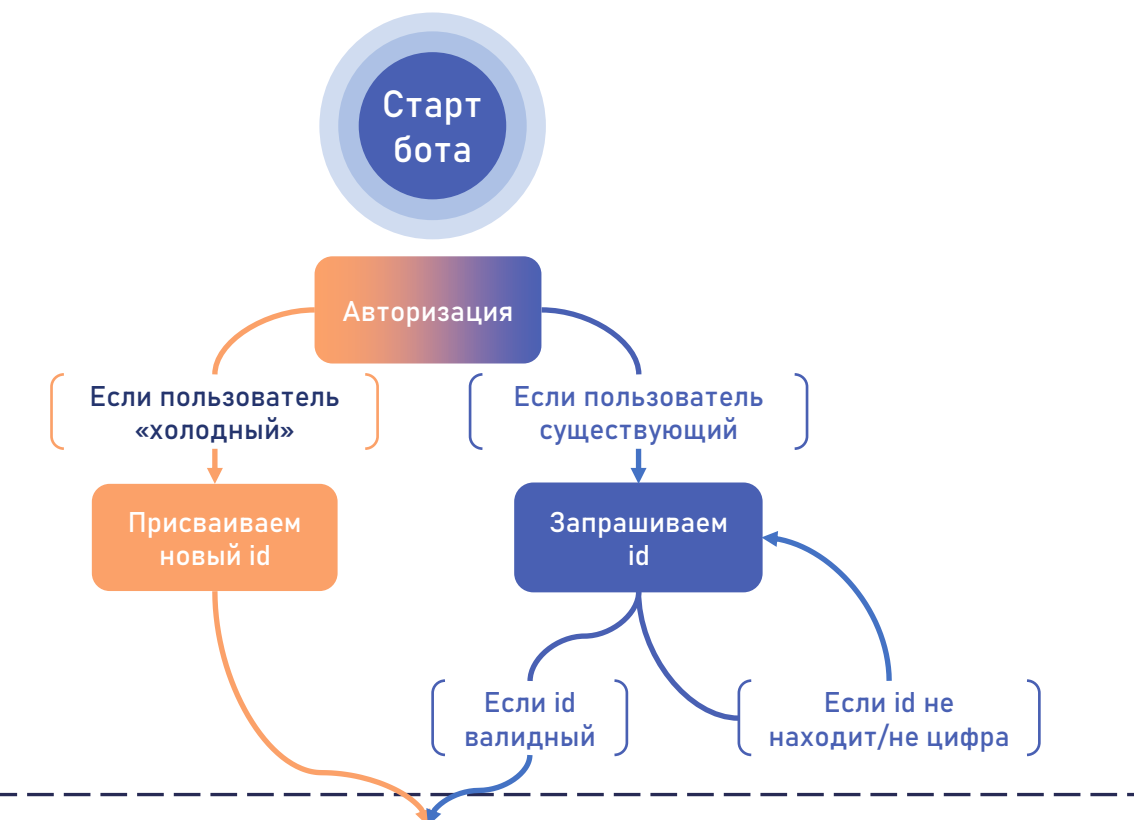 Старт
бота
Авторизация
Если пользователь
«холодный»
Если пользователь
существующий
Присваиваем
новый id
Запрашиваем
id
Если id
валидный
Если id не
находит/не цифра